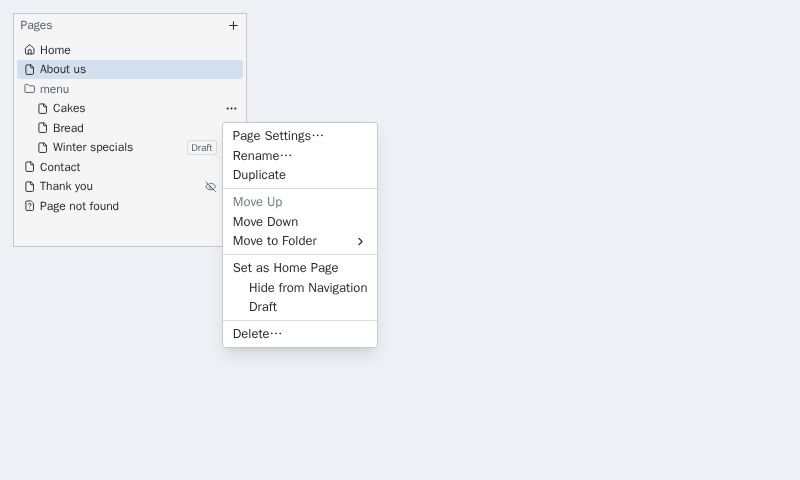 Pages
Home
About us
menu
Cakes
Bread
Winter specials Draft
Contact
Thank you
Page not found
Page Settings⋯
Rename⋯
Duplicate
Move Up
Move Down
Move to Folder
Set as Home Page
Hide from Navigation
Draft
Delete⋯